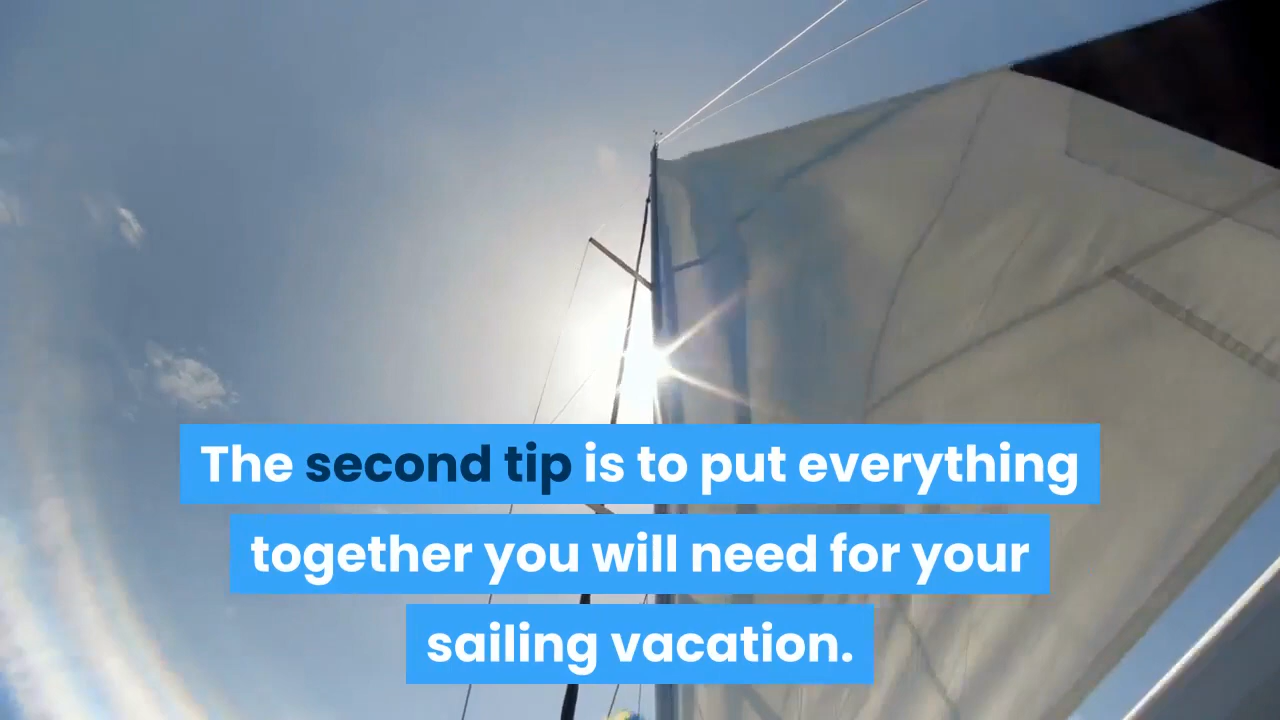 The second tip is to put everything
together you will need for your
sailing vacation.